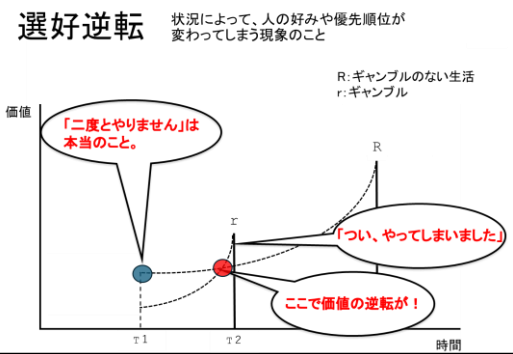 選好逆転
状況によって、人の好みや優先順位が
変わってしまう現象のこと
R:ギャンブルのない生活
r:ギャンブル
価値
「二度とやりません」は
本当のこと。
R
r
「つい、やってしまいました」
ここで価値の逆転が！
T1
T2
時間